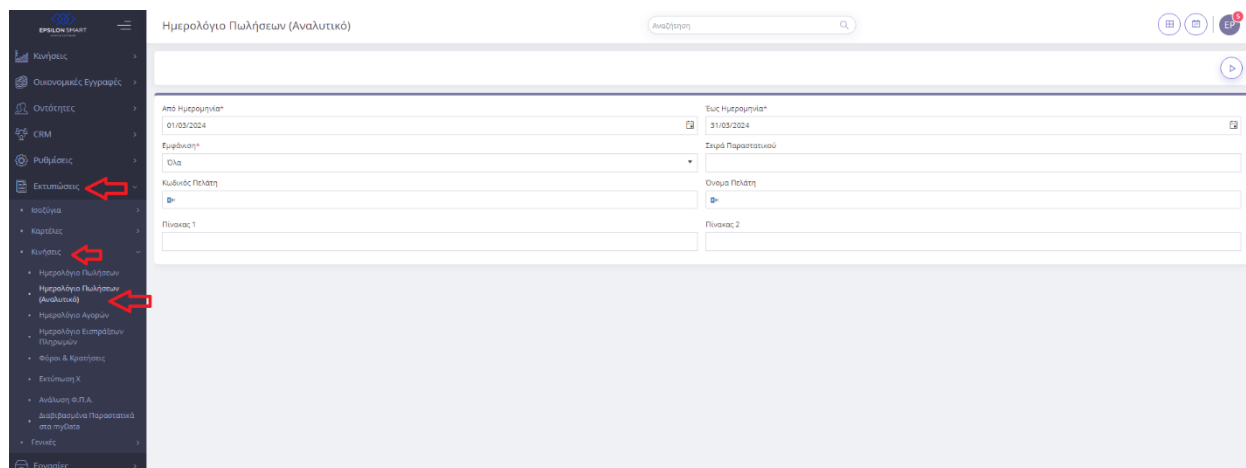 EPSILON SMART
Ημερολόγιο Πωλήσεων (Αναλυτικό)
Αναζήτηση
EP
5
Κινήσεις
Οικονομικές Εγγραφές
Οντότητες
CRM
Ρυθμίσεις
Εκτυπώσεις
Ισοζύγια
Καρτέλες
Κινήσεις
Ημερολόγιο Πωλήσεων
Ημερολόγιο Πωλήσεων
(Αναλυτικό)
Ημερολόγιο Αγορών
Ημερολόγιο Εισπράξεων
Πληρωμών
Φόροι & Κρατήσεις
Εκτύπωση Χ
Ανάλυση Φ.Π.Α.
Διαβιβασμένα Παραστατικά
στα myData
Γενικές
Εργασίες
Από Ημερομηνία*
Έως Ημερομηνία*
01/03/2024
31/03/2024
Εμφάνιση*
Σειρά Παραστατικού
Όλα
Κωδικός Πελάτη
Όνομα Πελάτη
Πίνακας 1
Πίνακας 2